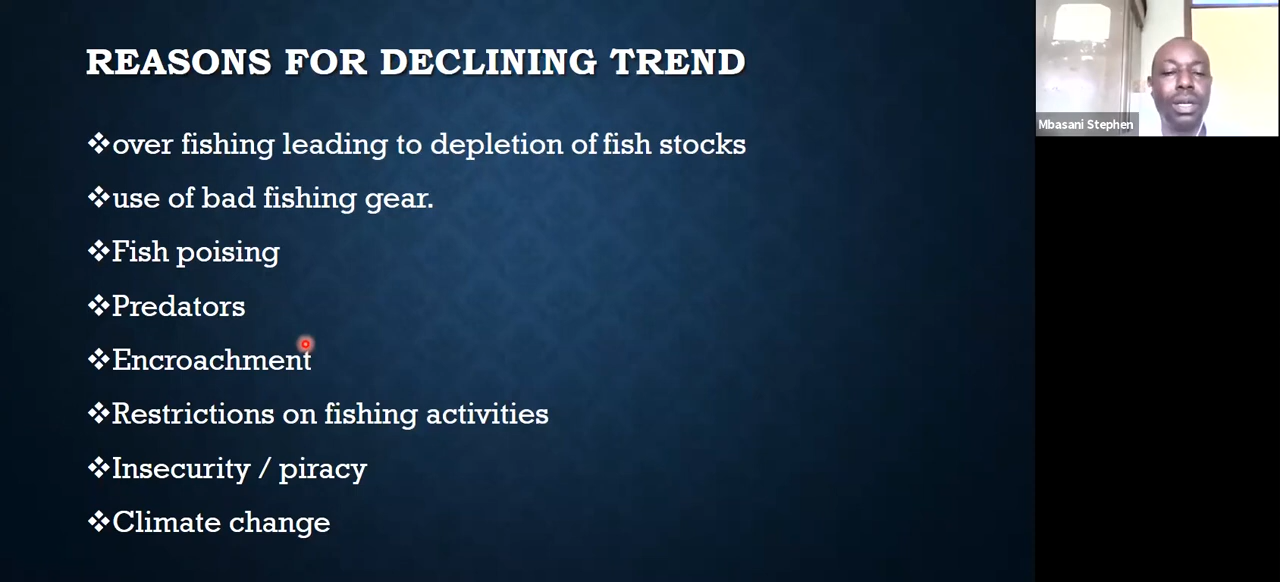 REASONS FOR DECLINING TREND
❖over fishing leading to depletion of fish stocks
❖use of bad fishing gear.
❖Fish poising
❖Predators
❖Encroachment
❖Restrictions on fishing activities
❖Insecurity / piracy
❖Climate change
Mbasani Stephen